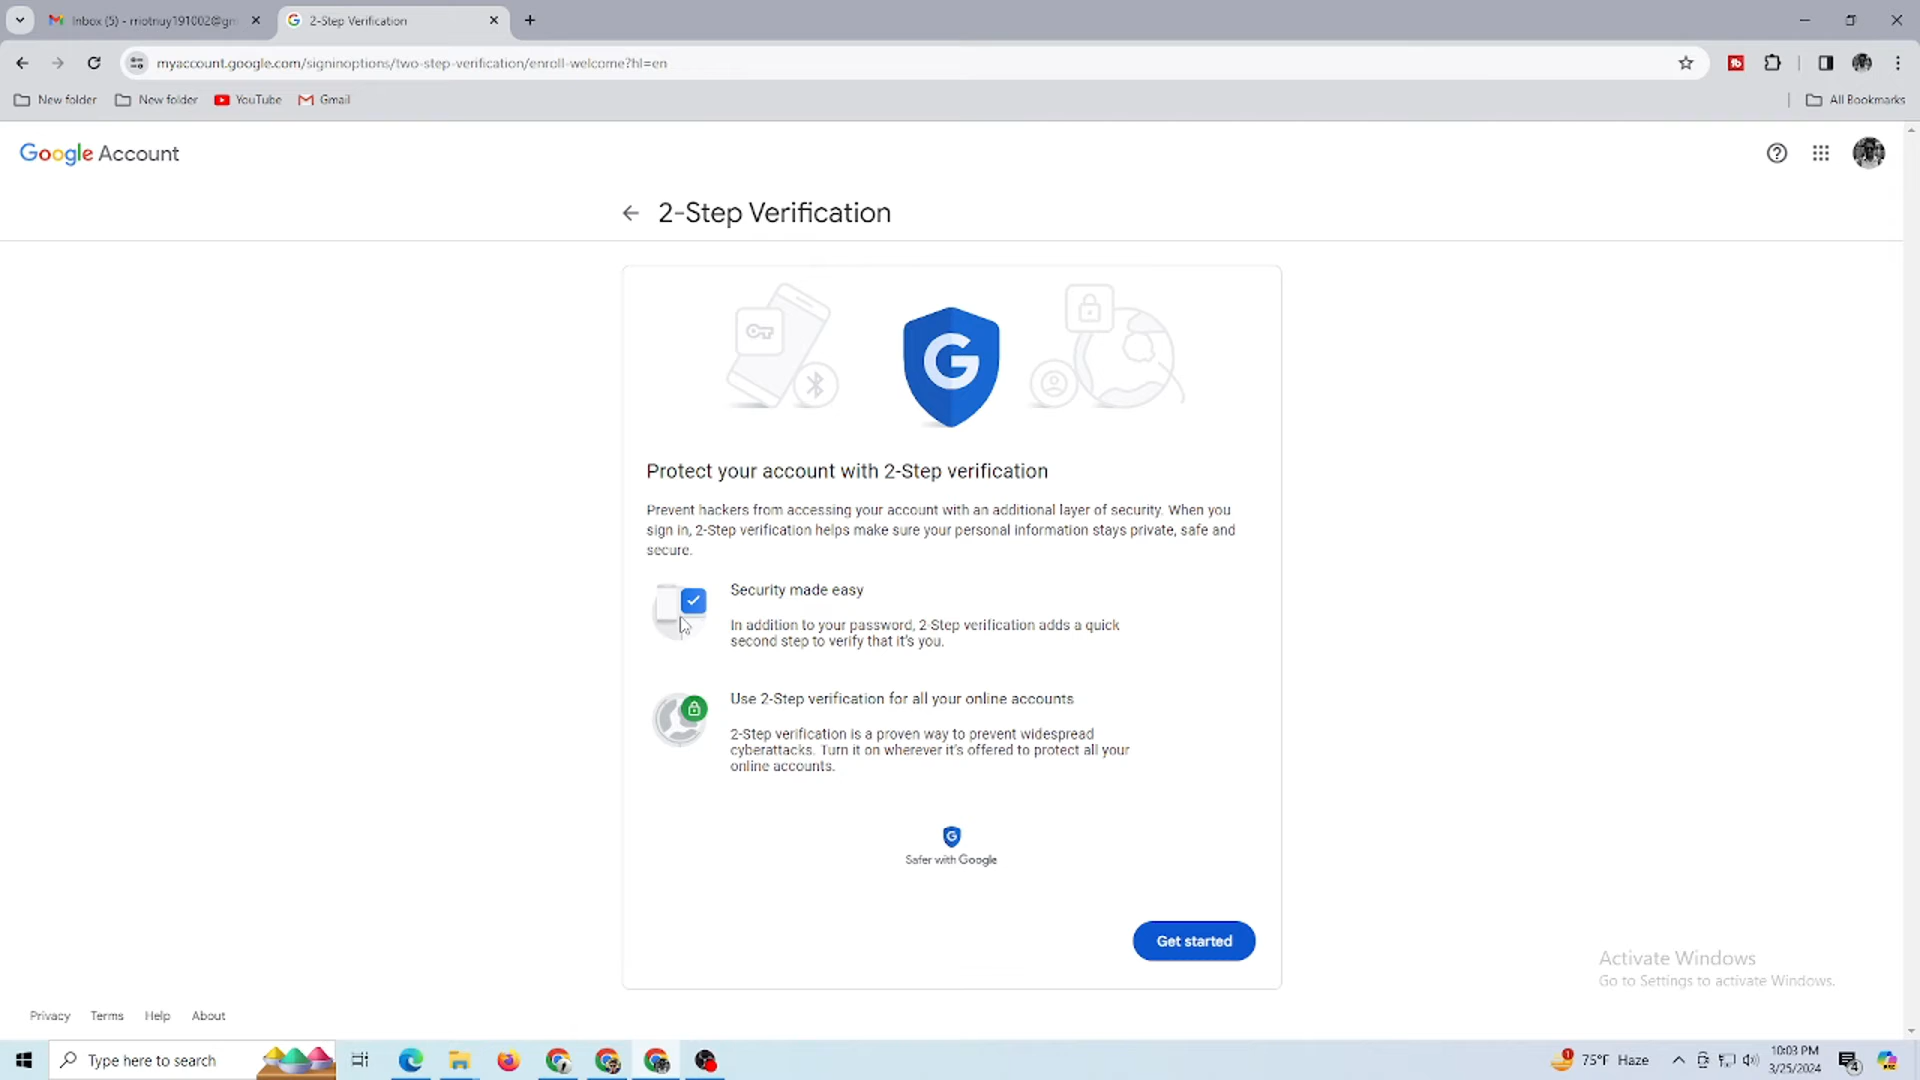 Inbox (5) - rriotnuy191002@gm
2-Step Verification
myaccount.google.com/signinoptions/two-step-verification/enroll-welcome?hl=en
New folder
New folder
YouTube
Gmail
All Bookmarks
Google Account
2-Step Verification
Protect your account with 2-Step verification
Prevent hackers from accessing your account with an additional layer of security. When you
sign in, 2-Step verification helps make sure your personal information stays private, safe and
secure.
Security made easy
In addition to your password, 2-Step verification adds a quick
second step to verify that it's you.
Use 2-Step verification for all your online accounts
2-Step verification is a proven way to prevent widespread
cyberattacks. Turn it on wherever it's offered to protect all your
online accounts.
Safer with Google
Get started
Activate Windows
Go to Settings to activate Windows.
Privacy
Terms
Help
About
Type here to search
75°F Haze
10:03 PM
3/25/2024
4